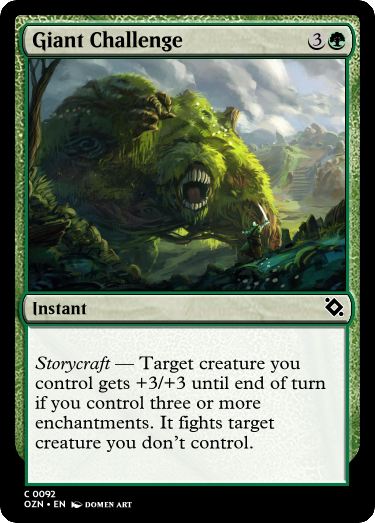 Giant Challenge 3
Instant
Storycraft — Target creature you
control gets +3/+3 until end of turn
if you control three or more
enchantments. It fights target
creature you don't control.
C 0092
OZN • EN DOMEN ART